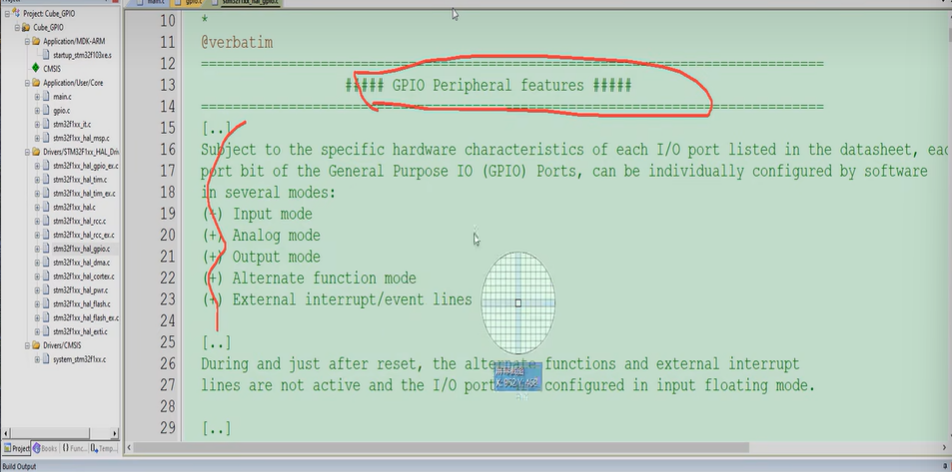 Project: Cube_GPIO
Cube_GPIO
Application/MDK-ARM
startup_stm32f103xe.s
CMSIS
Application/User/Core
main.c
gpio.c
stm32f1xx_it.c
stm32f1xx_hal_msp.c
Drivers/STM32F1xx_HAL_Driv
stm32f1xx_hal_gpio_ex.c
stm32f1xx_hal_tim.c
stm32f1xx_hal_tim_ex.c
stm32f1xx_hal.c
stm32f1xx_hal_rcc.c
stm32f1xx_hal_rcc_ex.c
stm32f1xx_hal_gpio.c
stm32f1xx_hal_dma.c
stm32f1xx_hal_cortex.c
stm32f1xx_hal_pwr.c
stm32f1xx_hal_flash.c
stm32f1xx_hal_flash_ex.c
stm32f1xx_hal_exti.c
Drivers/CMSIS
system_stm32f1xx.c
Project Books Func... Temp...
Build Output
main.c gpio.c stm32f1xx_hal_gpio.c
10 *
11 @verbatim
12 ==============================================================================
13 ##### GPIO Peripheral features #####
14 ==============================================================================
15 [..]
16 Subject to the specific hardware characteristics of each I/O port listed in the datasheet, eac
17 port bit of the General Purpose IO (GPIO) Ports, can be individually configured by software
18 in several modes:
19 (+) Input mode
20 (+) Analog mode
21 (+) Output mode
22 (+) Alternate function mode
23 (+) External interrupt/event lines
24
25 [..]
26 During and just after reset, the alternate functions and external interrupt
27 lines are not active and the I/O ports configured in input floating mode.
28
29 [..]